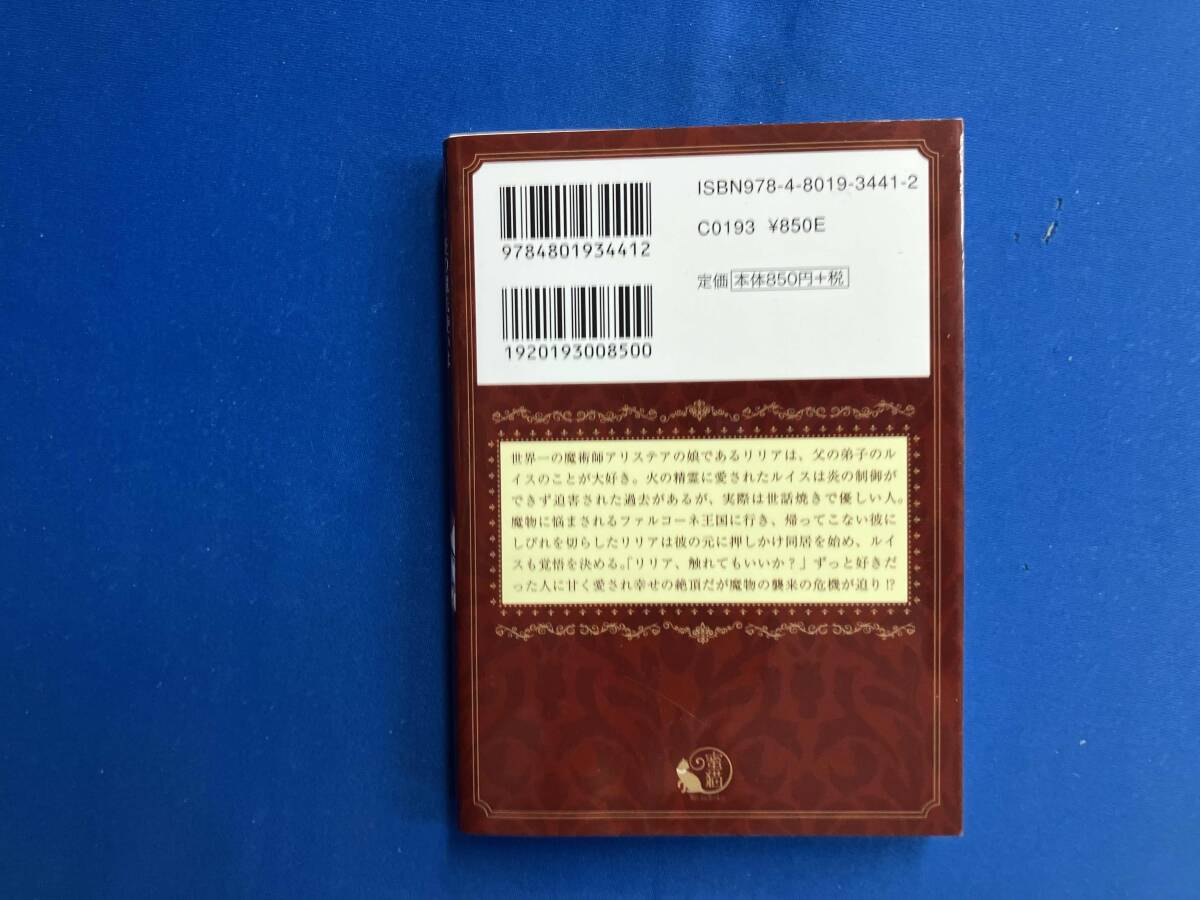 ISBN978-4-8019-3441-2
C0193 ¥850E
定価 本体850円+税
9784801934412
1920193008500
世界一の魔術師アリステアの娘であるリリアは、父の弟子のル
イスのことが大好き。火の精霊に愛されたルイスは炎の制御が
できず迫害された過去があるが、実際は世話焼きで優しい人。
魔物に悩まされるファルコーネ王国に行き、帰ってこない彼に
しびれを切らしたリリアは彼の元に押しかけ同居を始め、ルイ
スも覚悟を決める。「リリア、触れてもいいか？」ずっと好きだ
った人に甘く愛され幸せの絶頂だが魔物の襲来の危機が迫り!?
蜜猫